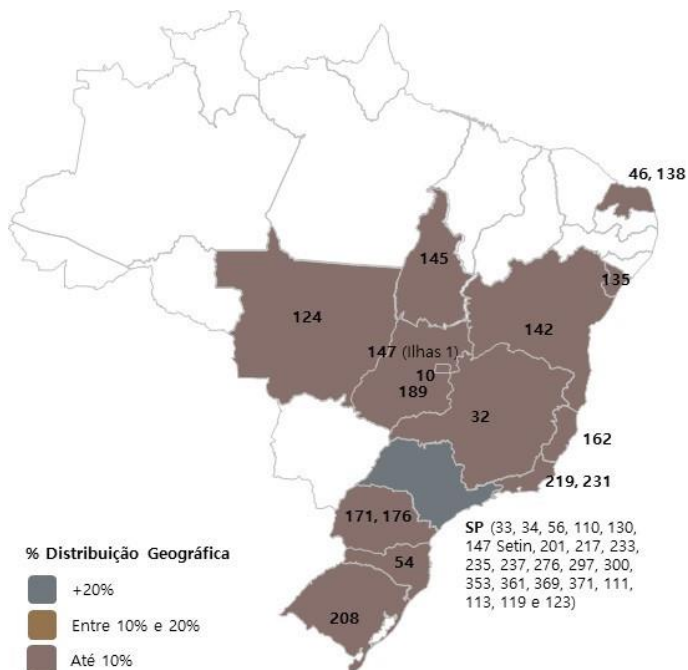 46, 138
145
135
124
142
147 (Ilhas 1)
10
189
32
162
219, 231
171, 176
SP (33, 34, 56, 110, 130,
147 Setin, 201, 217, 233,
235, 237, 276, 297, 300,
353, 361, 369, 371, 111,
113, 119 e 123)
54
208
% Distribuição Geográfica
+20%
Entre 10% e 20%
Até 10%